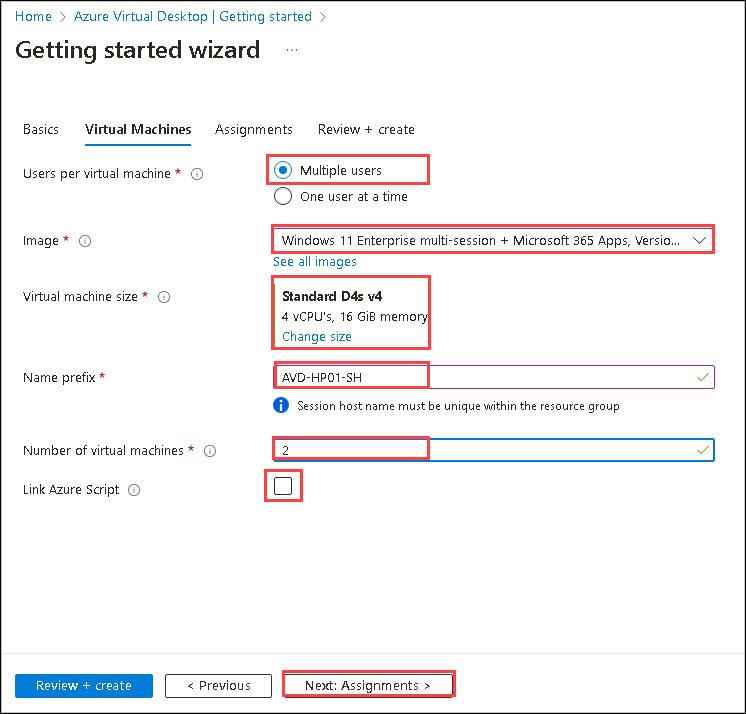 Home > Azure Virtual Desktop | Getting started >
Getting started wizard ...
Basics Virtual Machines Assignments Review + create
Users per virtual machine *
Multiple users
One user at a time
Image *
Windows 11 Enterprise multi-session + Microsoft 365 Apps, Versio...
See all images
Virtual machine size *
Standard D4s v4
4 vCPU's, 16 GiB memory
Change size
Name prefix *
AVD-HP01-SH
Session host name must be unique within the resource group
Number of virtual machines *
2
Link Azure Script
Review + create < Previous Next: Assignments >